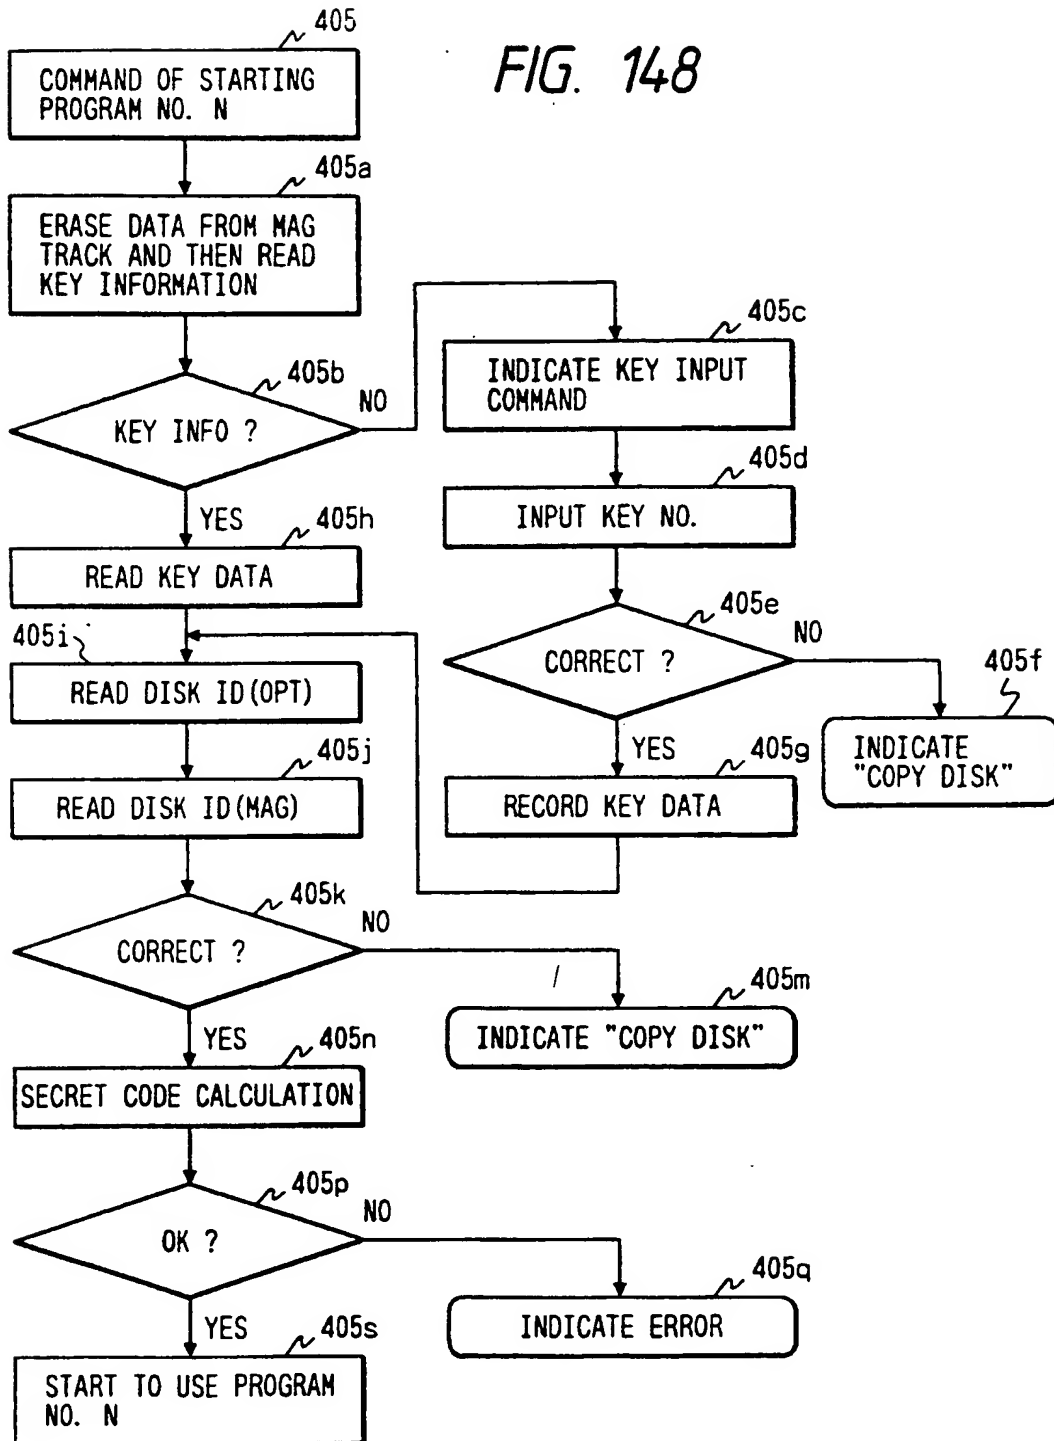 FIG. 148
405
COMMAND OF STARTING
PROGRAM NO. N
405a
ERASE DATA FROM MAG
TRACK AND THEN READ
KEY INFORMATION
405b
KEY INFO ?
NO
YES
405c
INDICATE KEY INPUT
COMMAND
405d
INPUT KEY NO.
405e
CORRECT ?
NO
405f
INDICATE
"COPY DISK"
YES
405g
RECORD KEY DATA
405h
READ KEY DATA
405i
READ DISK ID(OPT)
405j
READ DISK ID(MAG)
405k
CORRECT ?
NO
405m
INDICATE "COPY DISK"
YES
405n
SECRET CODE CALCULATION
405p
OK ?
NO
405q
INDICATE ERROR
YES
405s
START TO USE PROGRAM
NO. N